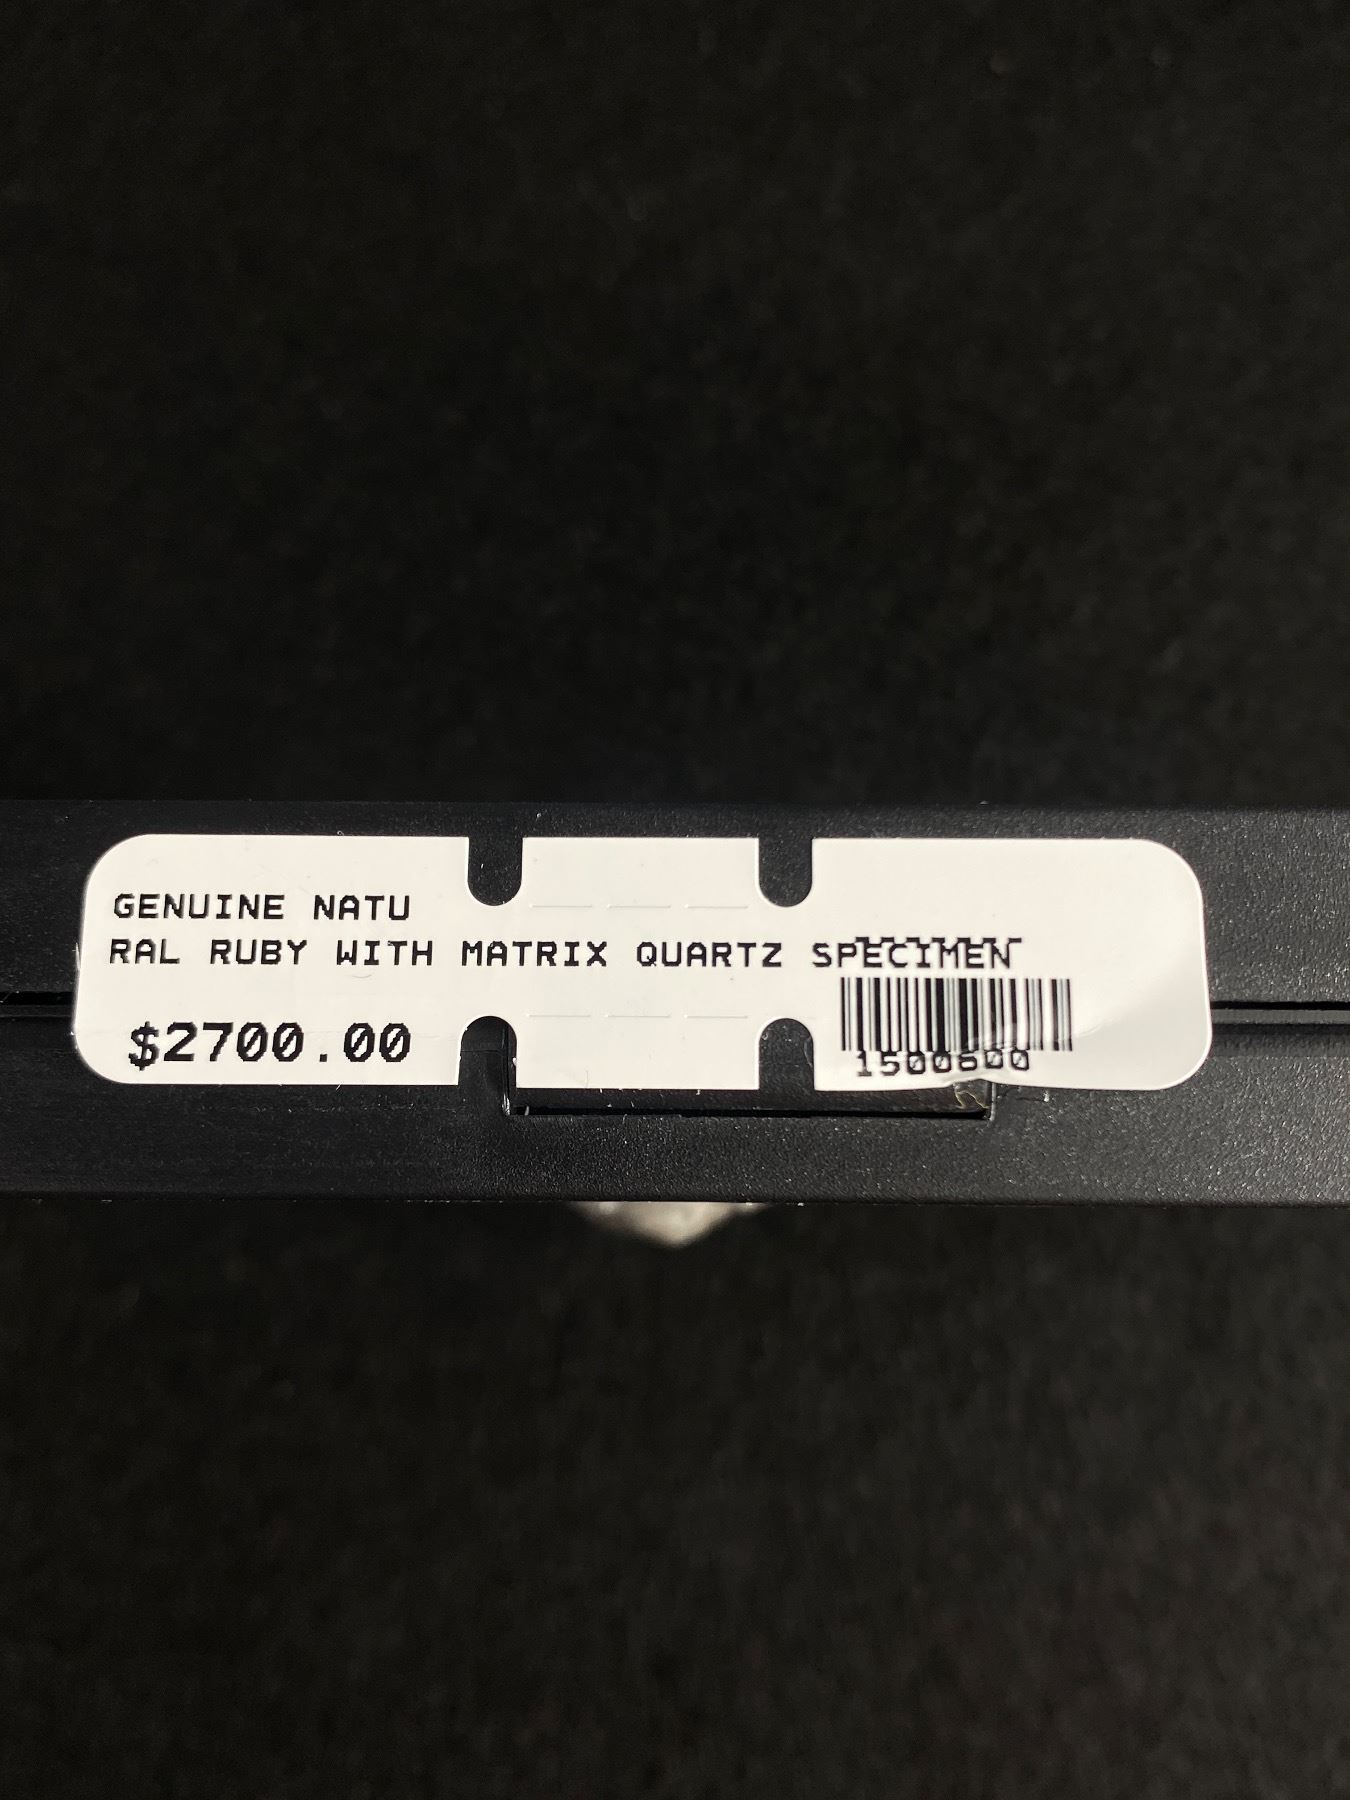 GENUINE NATU
RAL RUBY WITH MATRIX QUARTZ SPECIMEN
$2700.00
1500600